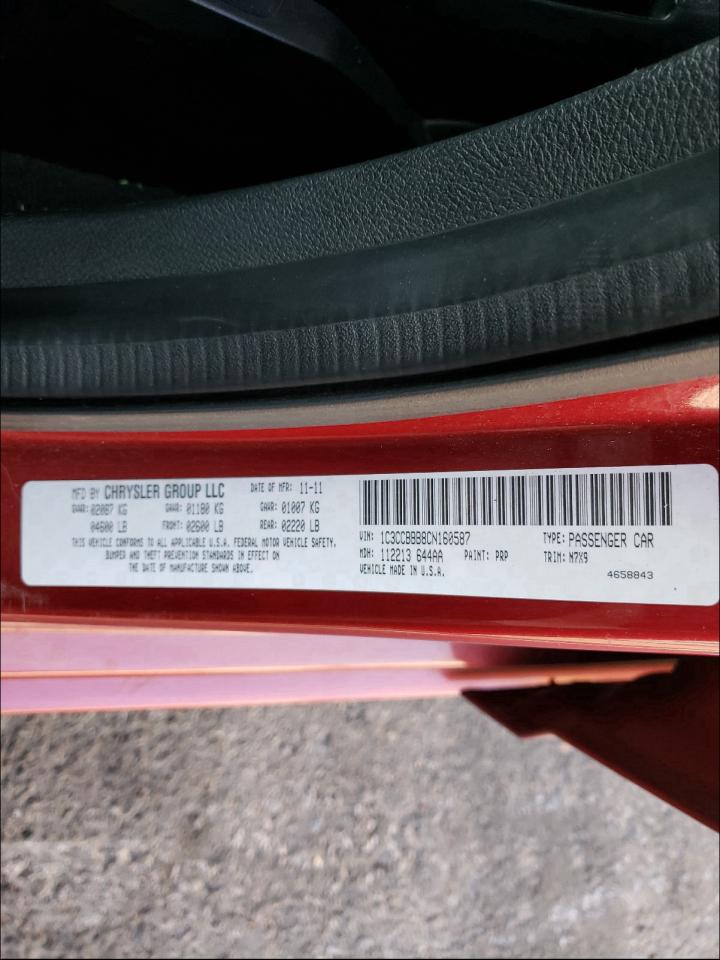 MFD BY CHRYSLER GROUP LLC DATE OF MFR: 11-11
GVWR: 02087 KG GAWR: 01180 KG GAWR: 01007 KG
04600 LB FRONT: 02600 LB REAR: 02220 LB
THIS VEHICLE CONFORMS TO ALL APPLICABLE U.S.A. FEDERAL MOTOR VEHICLE SAFETY,
BUMPER AND THEFT PREVENTION STANDARDS IN EFFECT ON
THE DATE OF MANUFACTURE SHOWN ABOVE.
VIN: 1C3CCBBB8CN160587 TYPE: PASSENGER CAR
MDH: 112213 644AA PAINT: PRP TRIM: N7X9
VEHICLE MADE IN U.S.A.
4658843